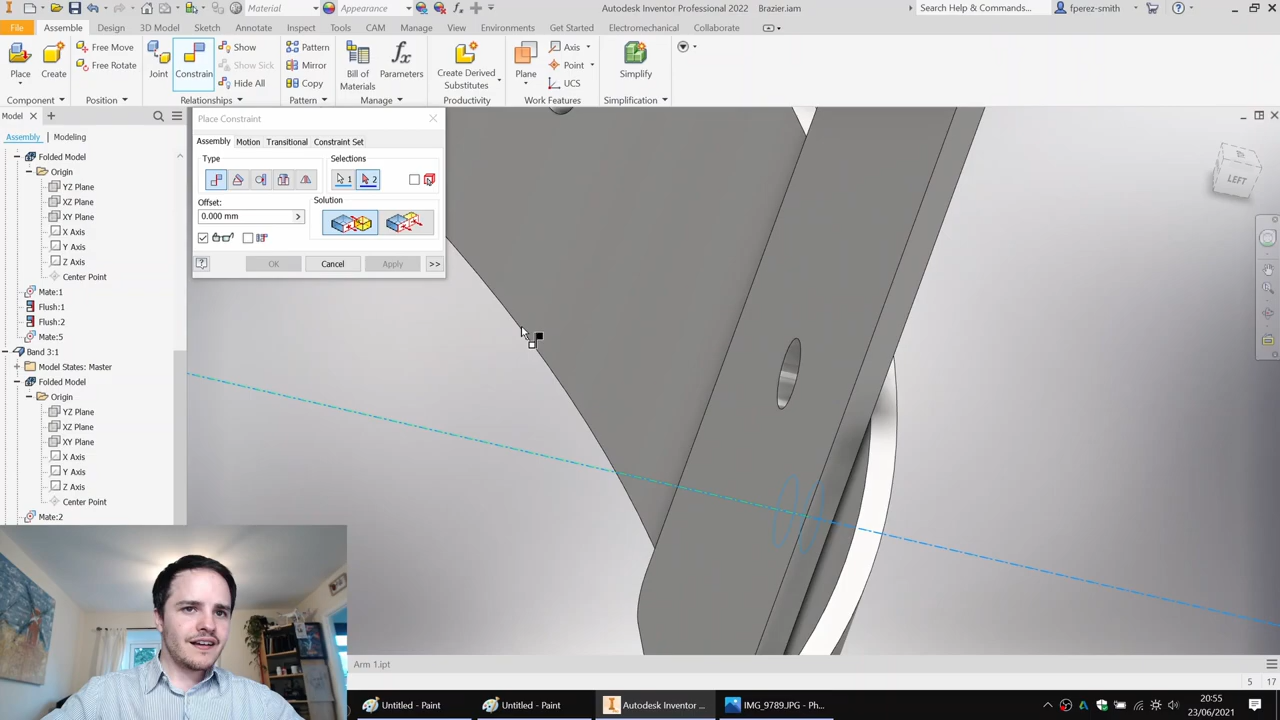 Material
Appearance
Autodesk Inventor Professional 2022 Brazier.iam
Search Help & Commands...
fperez-smith
File Assembly Design 3D Model Sketch Annotate Inspect Tools CAM Manage View Environments Get Started Electromechanical Collaborate
Place Create
Free Move
Free Rotate
Joint Constrain
Show
Show Sick
Hide All
Pattern
Mirror
Copy
Bill of Materials
Parameters
Create Derived Substitutes
Plane
Axis
Point
UCS
Simplify
Component Position Relationships Pattern Manage Productivity Work Features Simplification
Model
Assembly Modeling
Folded Model
Origin
YZ Plane
XZ Plane
XY Plane
X Axis
Y Axis
Z Axis
Center Point
Mate:1
Flush:1
Flush:2
Mate:5
Band 3:1
Model States: Master
Folded Model
Origin
YZ Plane
XZ Plane
XY Plane
X Axis
Y Axis
Z Axis
Center Point
Mate:2
Place Constraint
Assembly Motion Transitional Constraint Set
Type
Selections
1 2
Offset:
0.000 mm
Solution
OK Cancel Apply >>
LEFT
Arm 1.ipt
5 17
Untitled - Paint
Untitled - Paint
Autodesk Inventor ...
IMG_9789.JPG - Ph...
20:55
23/06/2021